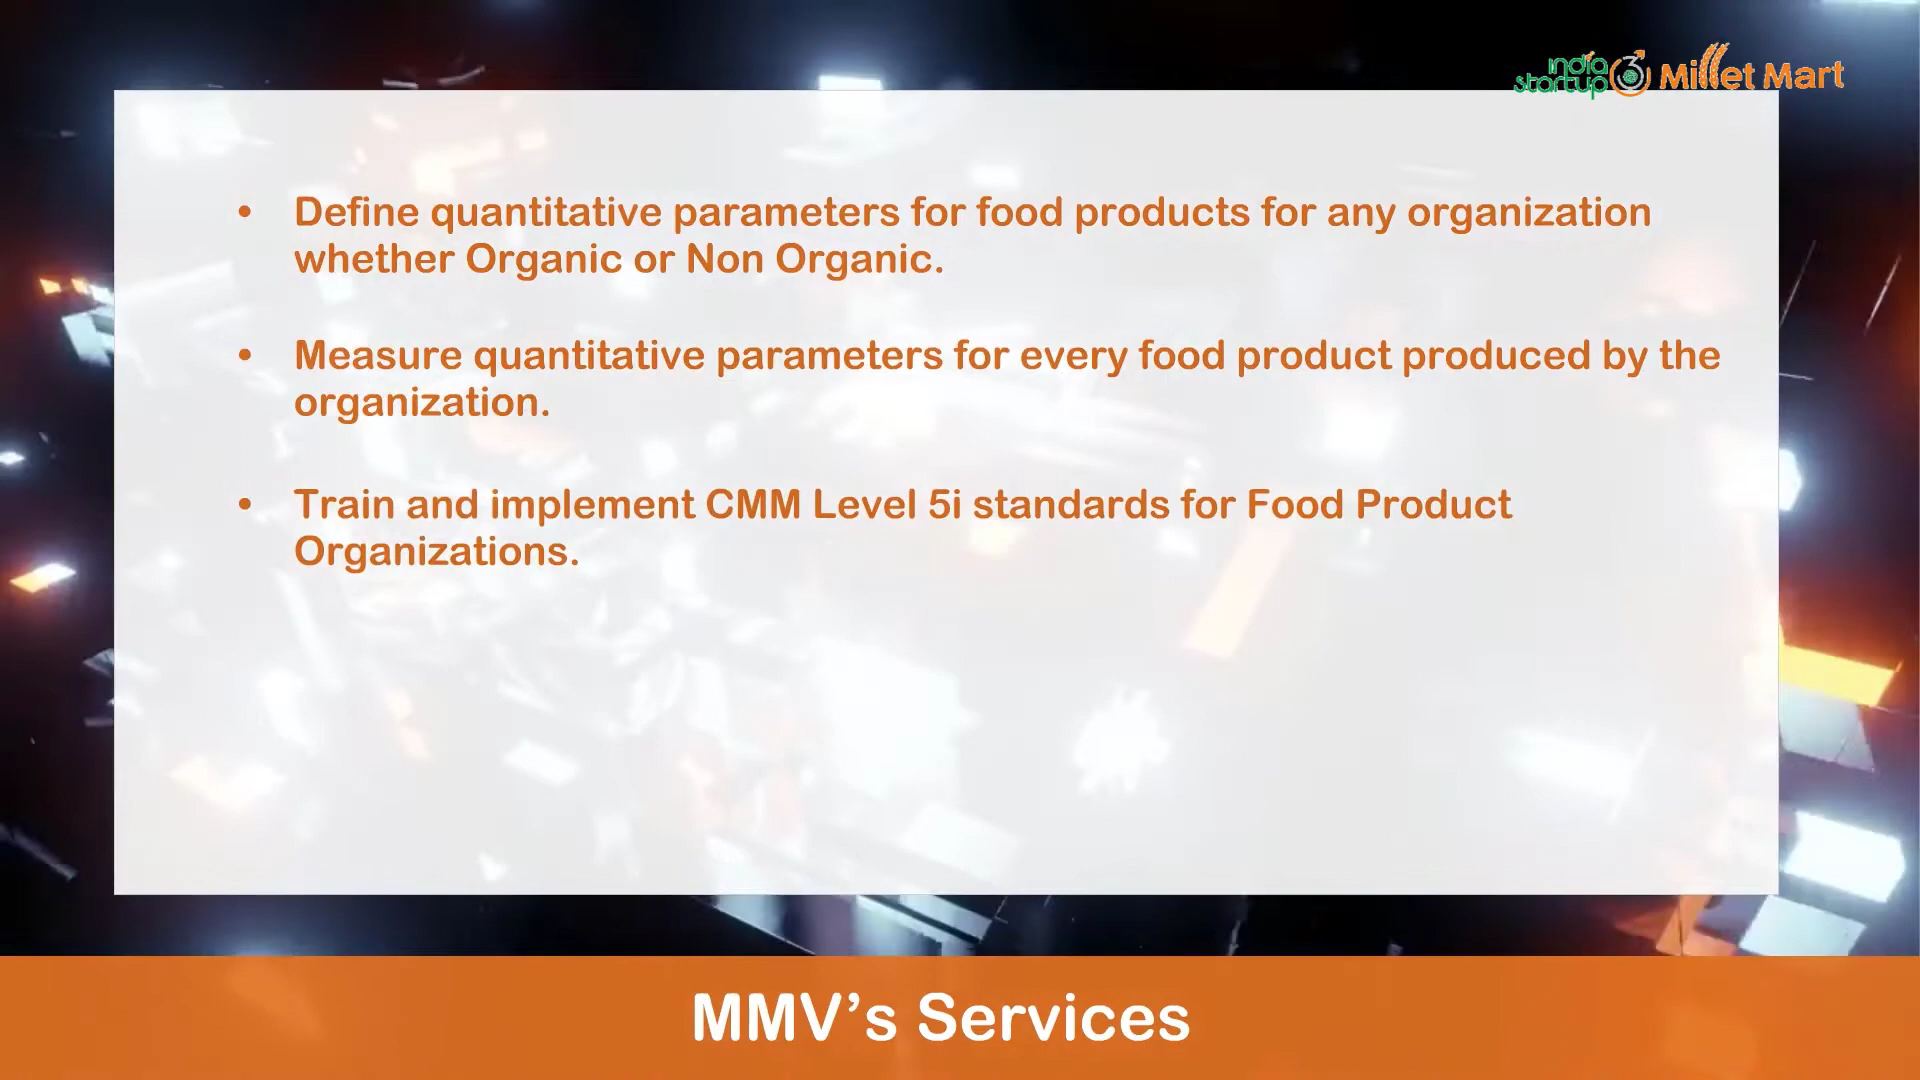 india
startup 3 Millet Mart
• Define quantitative parameters for food products for any organization
whether Organic or Non Organic.
• Measure quantitative parameters for every food product produced by the
organization.
• Train and implement CMM Level 5i standards for Food Product
Organizations.
MMV’s Services